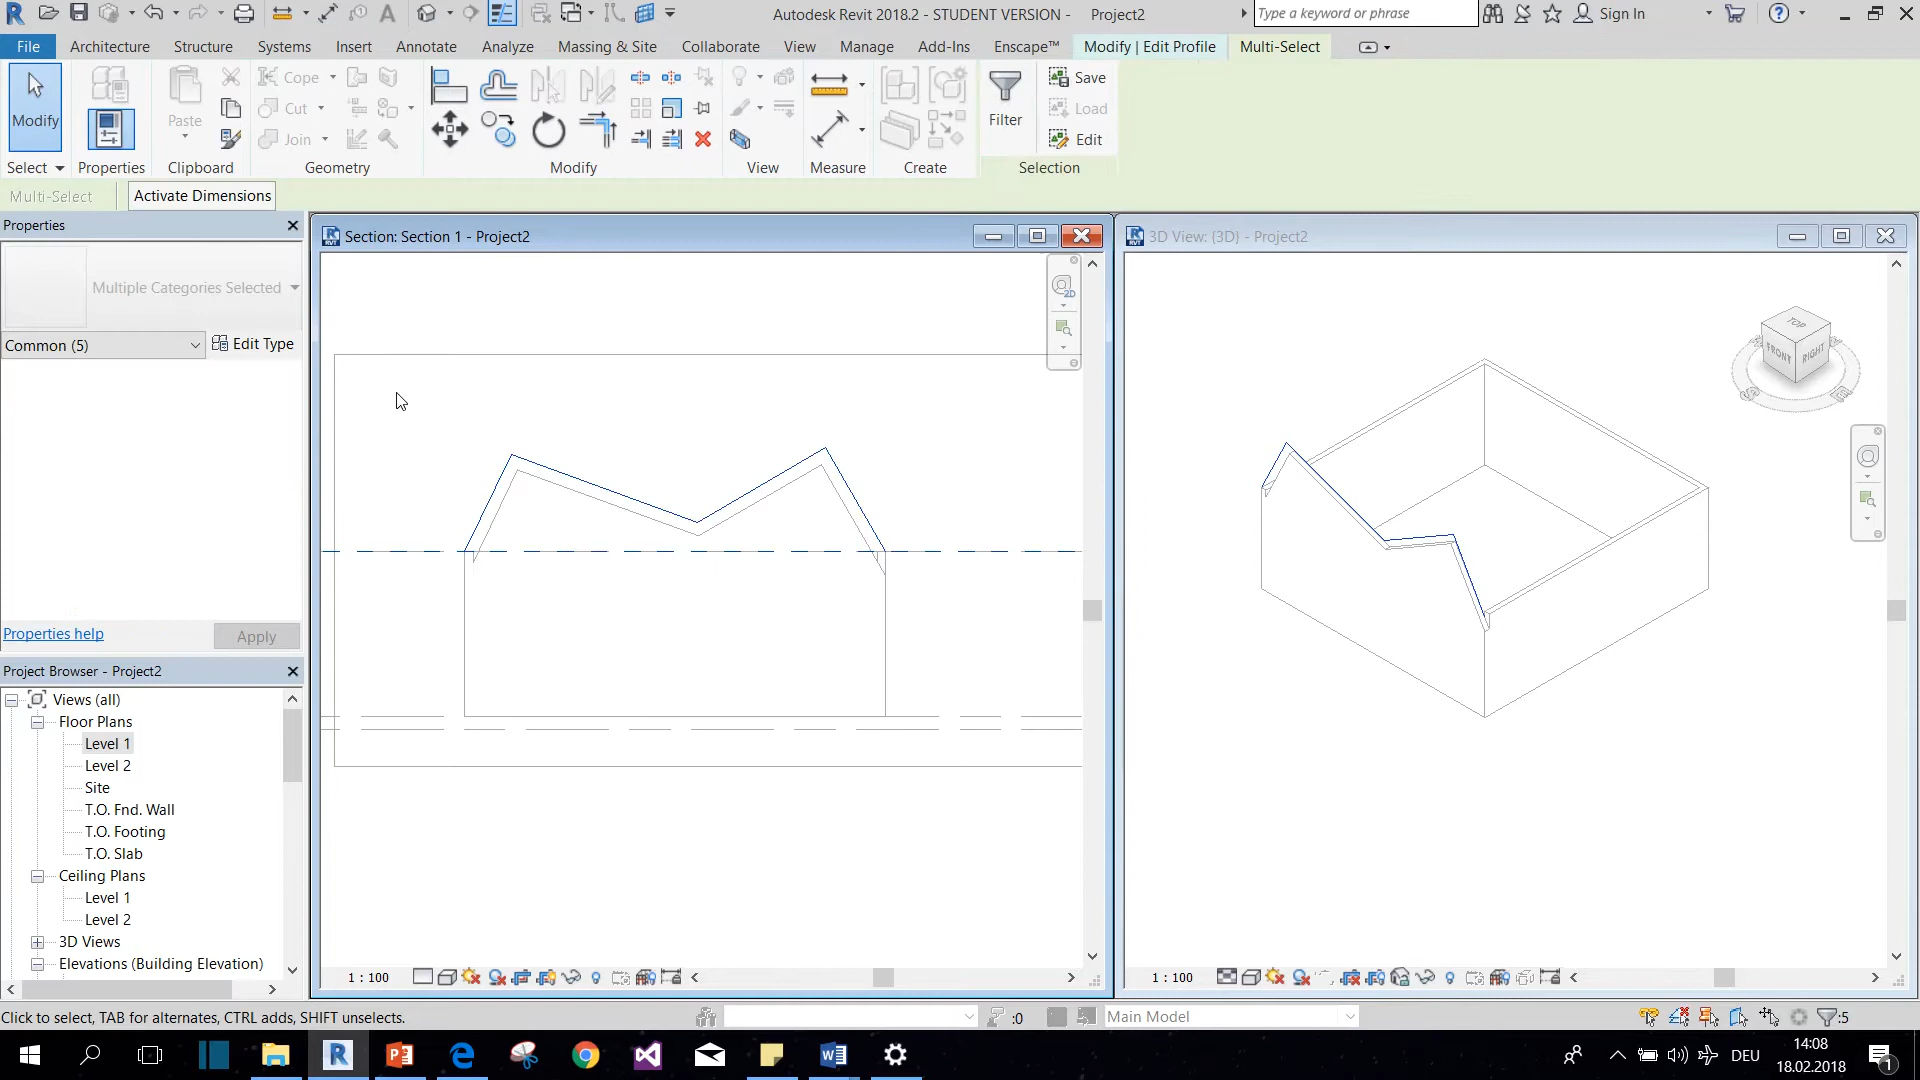 Autodesk Revit 2018.2 - STUDENT VERSION - Project2
Type a keyword or phrase
Sign In
File Architecture Structure Systems Insert Annotate Analyze Massing & Site Collaborate View Manage Add-Ins Enscape™ Modify | Edit Profile Multi-Select
Modify
Paste
Cope
Cut
Join
Filter
Save
Load
Edit
Select Properties Clipboard Geometry Modify View Measure Create Selection
Multi-Select
Activate Dimensions
Properties
Multiple Categories Selected
Common (5)
Edit Type
Properties help
Apply
Project Browser - Project2
Views (all)
Floor Plans
Level 1
Level 2
Site
T.O. Fnd. Wall
T.O. Footing
T.O. Slab
Ceiling Plans
Level 1
Level 2
3D Views
Elevations (Building Elevation)
Section: Section 1 - Project2
2D
1 : 100
3D View: {3D} - Project2
TOP
FRONT
RIGHT
1 : 100
Click to select, TAB for alternates, CTRL adds, SHIFT unselects.
:0
Main Model
:5
DEU
14:08
18.02.2018
1